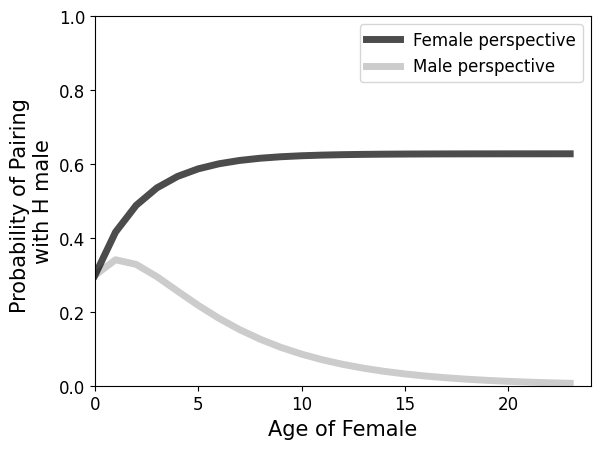 Female perspective
Male perspective
Probability of Pairing
with H male
1.0
0.8
0.6
0.4
0.2
0.0
0
5
10
15
20
Age of Female